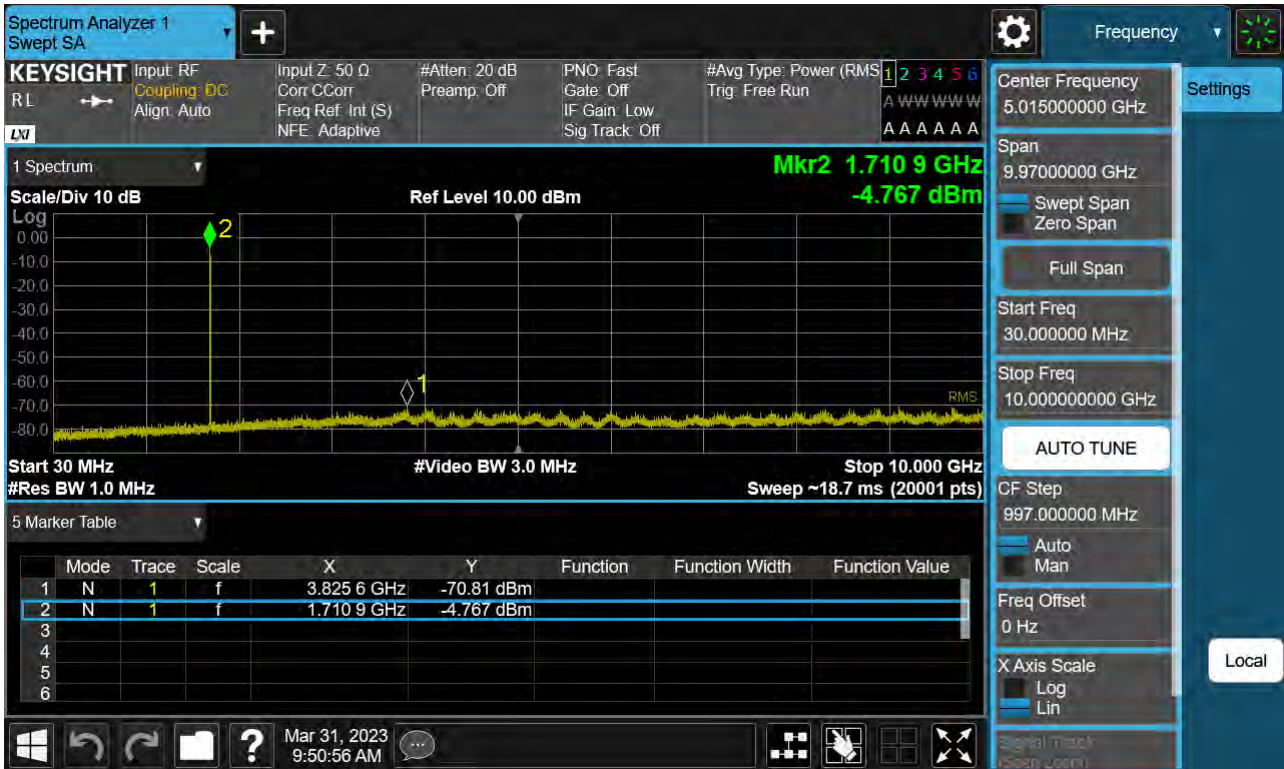 Spectrum Analyzer 1
Swept SA
+
Frequency
KEYSIGHT
RL
LXI
Input: RF
Coupling: DC
Align: Auto
Input Z: 50 Ω
Corr CCorr
Freq Ref: Int (S)
NFE: Adaptive
#Atten: 20 dB
Preamp: Off
PNO: Fast
Gate: Off
IF Gain: Low
Sig Track: Off
#Avg Type: Power (RMS
Trig: Free Run
1 2 3 4 5 6
A W W W W W
A A A A A A
1 Spectrum
Mkr2 1.710 9 GHz
-4.767 dBm
Scale/Div 10 dB
Ref Level 10.00 dBm
Log
0.00
-10.0
-20.0
-30.0
-40.0
-50.0
-60.0
-70.0
-80.0
2
1
RMS
Start 30 MHz
#Video BW 3.0 MHz
Stop 10.000 GHz
#Res BW 1.0 MHz
Sweep ~18.7 ms (20001 pts)
5 Marker Table
Mode Trace Scale X Y Function Function Width Function Value
1 N 1 f 3.825 6 GHz -70.81 dBm
2 N 1 f 1.710 9 GHz -4.767 dBm
3
4
5
6
?
Mar 31, 2023
9:50:56 AM
Center Frequency
5.015000000 GHz
Settings
Span
9.97000000 GHz
Swept Span
Zero Span
Full Span
Start Freq
30.000000 MHz
Stop Freq
10.000000000 GHz
AUTO TUNE
CF Step
997.000000 MHz
Auto
Man
Freq Offset
0 Hz
X Axis Scale
Log
Lin
Local
Signal Track
(Span Zoom)